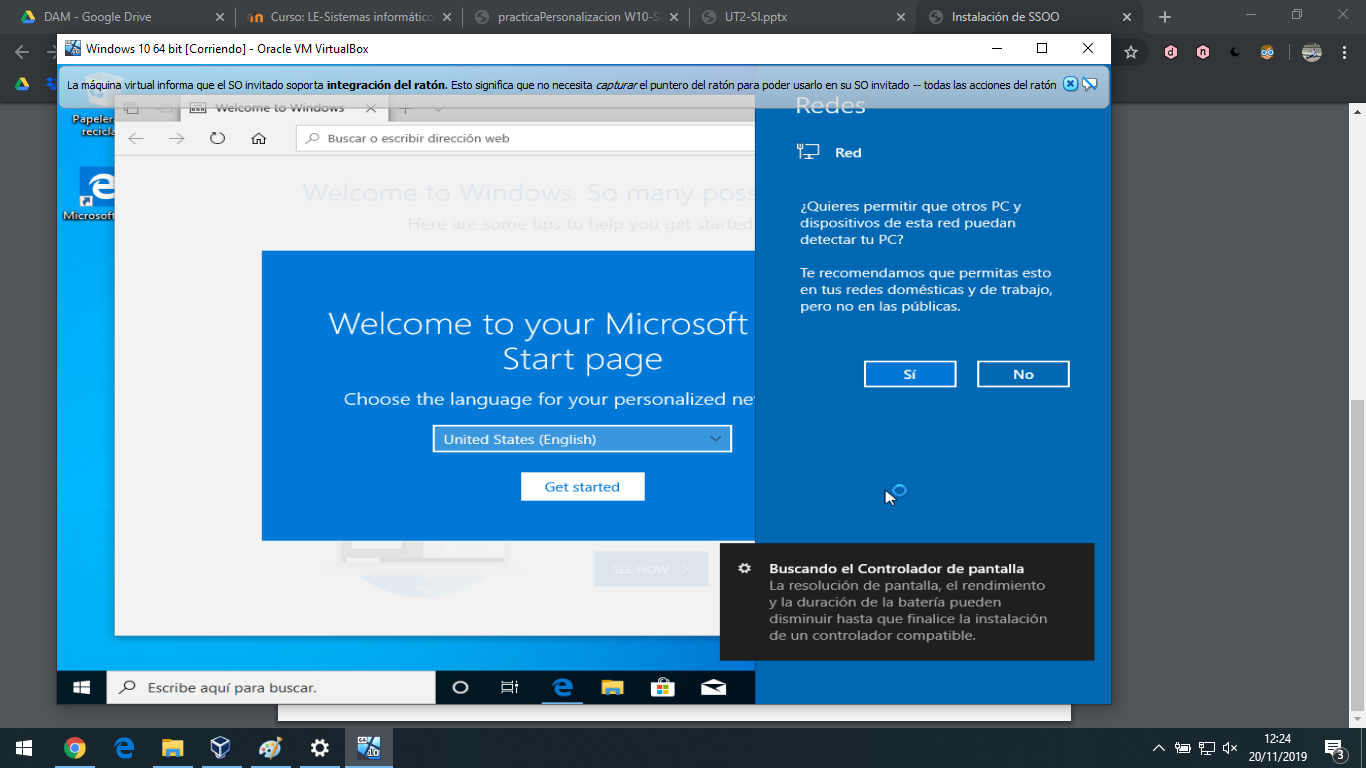 DAM - Google Drive
Curso: LE-Sistemas informático
practicaPersonalizacion W10-S
UT2-SI.pptx
Instalación de SSOO
Windows 10 64 bit [Corriendo] - Oracle VM VirtualBox
La máquina virtual informa que el SO invitado soporta integración del ratón. Esto significa que no necesita capturar el puntero del ratón para poder usarlo en su SO invitado -- todas las acciones del ratón
Papelera
recicla
Microsoft
Welcome to Windows
Buscar o escribir dirección web
Welcome to Windows. So many poss
Here are some tips to help you get started
Welcome to your Microsoft
Start page
Choose the language for your personalized ne
United States (English)
Get started
SEE HOW
Redes
Red
¿Quieres permitir que otros PC y
dispositivos de esta red puedan
detectar tu PC?
Te recomendamos que permitas esto
en tus redes domésticas y de trabajo,
pero no en las públicas.
Sí
No
Buscando el Controlador de pantalla
La resolución de pantalla, el rendimiento
y la duración de la batería pueden
disminuir hasta que finalice la instalación
de un controlador compatible.
Escribe aquí para buscar.
12:24
20/11/2019
3